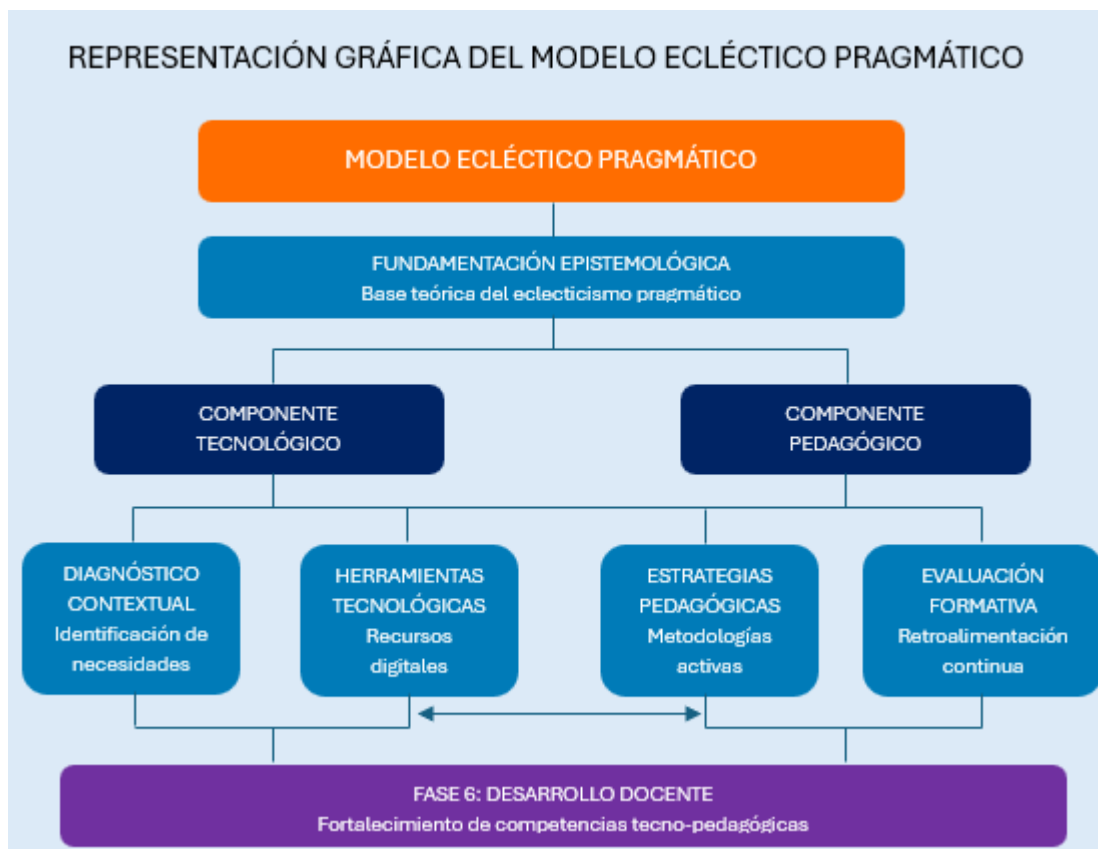 REPRESENTACIÓN GRÁFICA DEL MODELO ECLÉCTICO PRAGMÁTICO
MODELO ECLÉCTICO PRAGMÁTICO
FUNDAMENTACIÓN EPISTEMOLÓGICA
Base teórica del eclecticismo pragmático
COMPONENTE
TECNOLÓGICO
COMPONENTE
PEDAGÓGICO
DIAGNÓSTICO
CONTEXTUAL
Identificación de
necesidades
HERRAMIENTAS
TECNOLÓGICAS
Recursos
digitales
ESTRATEGIAS
PEDAGÓGICAS
Metodologías
activas
EVALUACIÓN
FORMATIVA
Retroalimentación
continua
FASE 6: DESARROLLO DOCENTE
Fortalecimiento de competencias tecno-pedagógicas